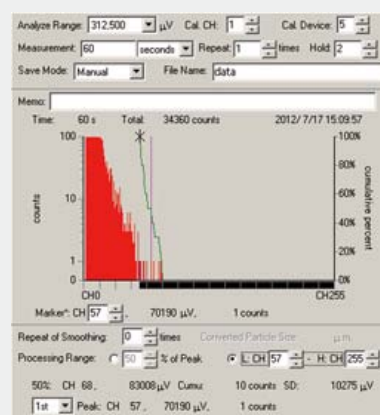 Analyze Range: 312,500 µV Cal. CH: 1 Cal. Device: 5
Measurement: 60 seconds Repeat: 1 times Hold: 2
Save Mode: Manual File Name: data
Memo:
Time: 60 s Total: 34360 counts 2012/ 7/17 15:09:57
100 100%
80%
10 60%
counts cumulative percent
40%
1 20%
0 0%
CH0 CH255
Marker*: CH 57 , 70190 µV, 1 counts
Repeat of Smoothing: 0 times Converted Particle Size: µ m
Processing Range: 50 % of Peak L: CH 57 - H: CH 255
50%: CH 68 , 83008 µV Cumu: 10 counts SD: 10275 µV
1st Peak: CH 57 , 70190 µV , 1 counts